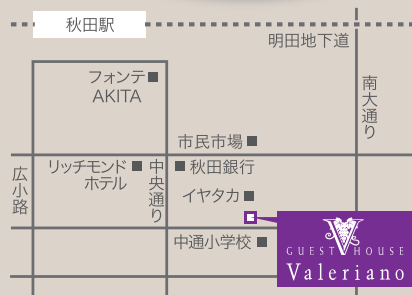 秋田駅
明田地下道
フォンテ
AKITA
南大通り
市民市場
広小路
リッチモンド
ホテル
中央通り
秋田銀行
イヤタカ
中通小学校
GUEST HOUSE
Valeriano